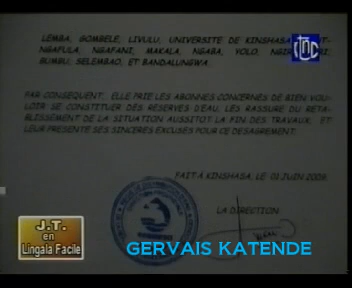 LEMBA, GOMBELE, LIVULU, UNIVERSITE DE KINSHASA,
NGAFULA, NGAFANI, MAKALA, NGABA, YOLO,
BUMBU, SELEMBAO, ET BANDALUNGWA.
PAR CONSEQUENT, ELLE PRIE LES ABONNES CONCERNES DE BIEN VOU-
LOIR SE CONSTITUER DES RESERVES D'EAU, LES RASSURE DU RETA-
BLISSEMENT DE LA SITUATION AUSSITOT LA FIN DES TRAVAUX, ET
LEUR PRESENTE SES SINCERES EXCUSES POUR CE DESAGREMENT.
FAIT À KINSHASA, LE 01 JUIN 2009
LA DIRECTION
J.T.
en
Lingala Facile
GERVAIS KATENDE